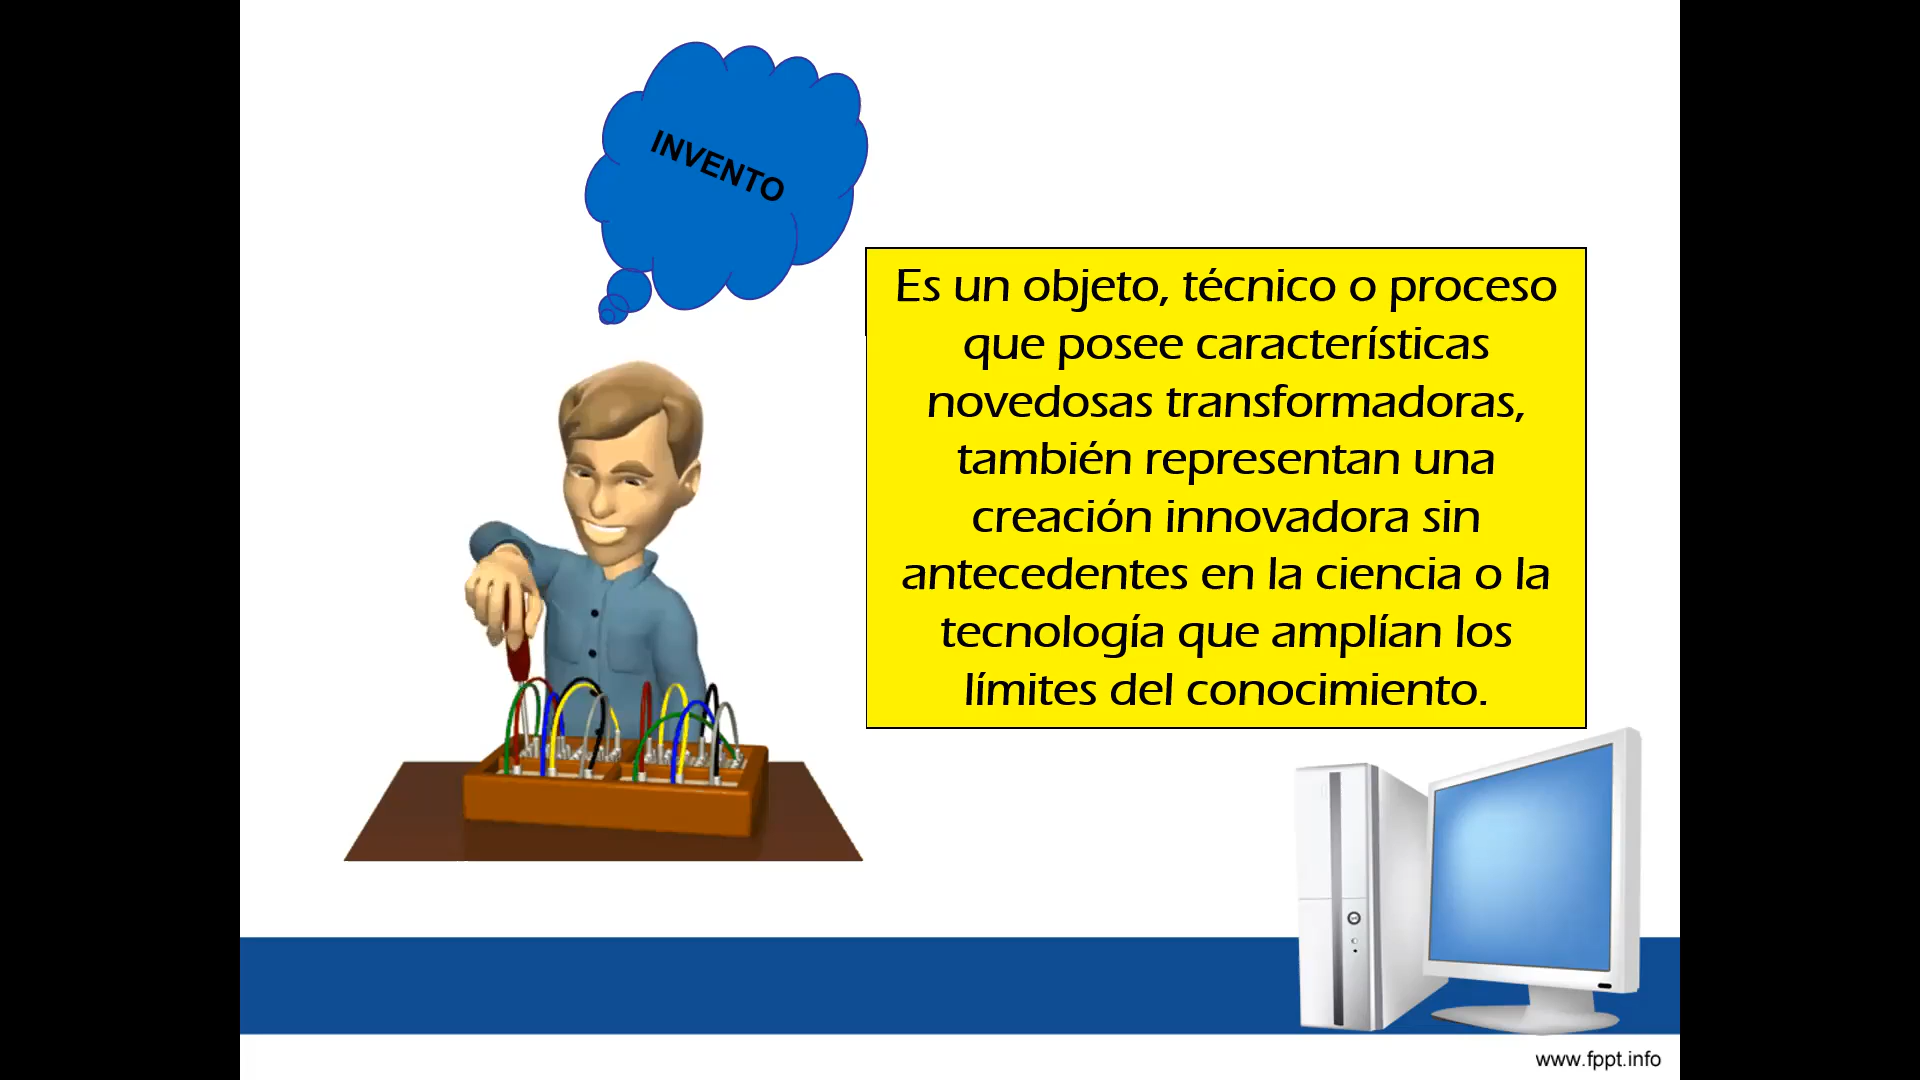 INVENTO
Es un objeto, técnico o proceso
que posee características
novedosas transformadoras,
también representan una
creación innovadora sin
antecedentes en la ciencia o la
tecnología que amplían los
límites del conocimiento.
www.fppt.info